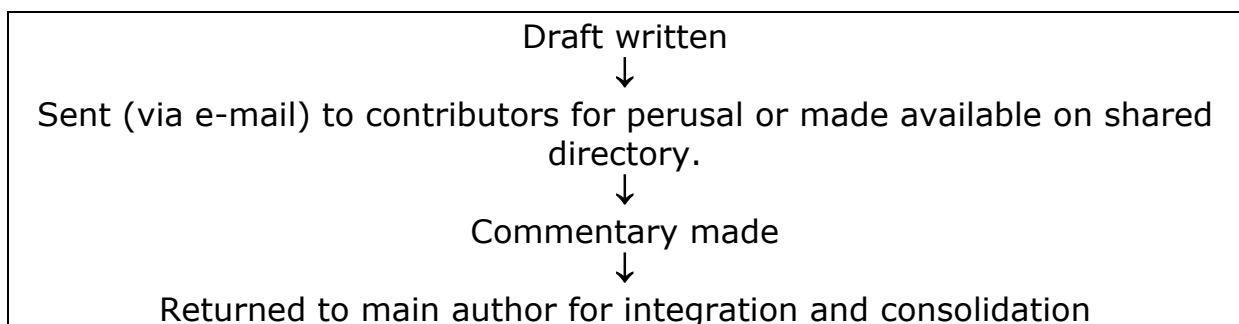 Draft written
↓
Sent (via e-mail) to contributors for perusal or made available on shared
directory.
↓
Commentary made
↓
Returned to main author for integration and consolidation